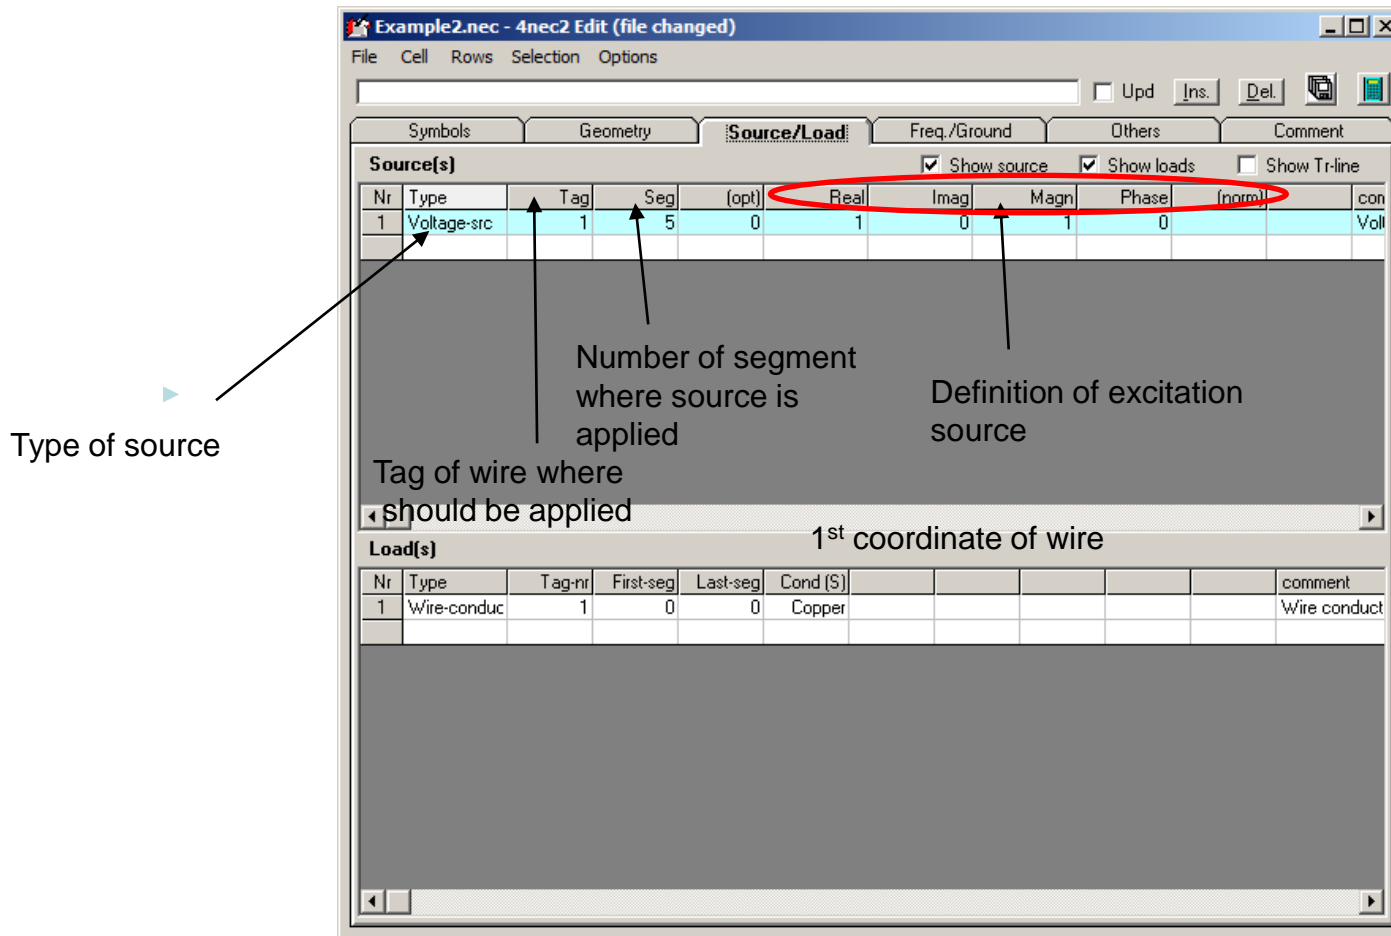 Example2.nec - 4nec2 Edit (file changed)
File Cell Rows Selection Options
Upd Ins. Del.
Symbols Geometry Source/Load Freq./Ground Others Comment
Source(s) Show source Show loads Show Tr-line
Nr Type Tag Seg (opt) Real Imag Magn Phase (norm) con
1 Voltage-src 1 5 0 1 0 1 0 Volt
Number of segment
where source is
applied
Definition of excitation
source
Type of source
Tag of wire where
should be applied
1st coordinate of wire
Load(s)
Nr Type Tag-nr First-seg Last-seg Cond (S) comment
1 Wire-conduc 1 0 0 Copper Wire conduct